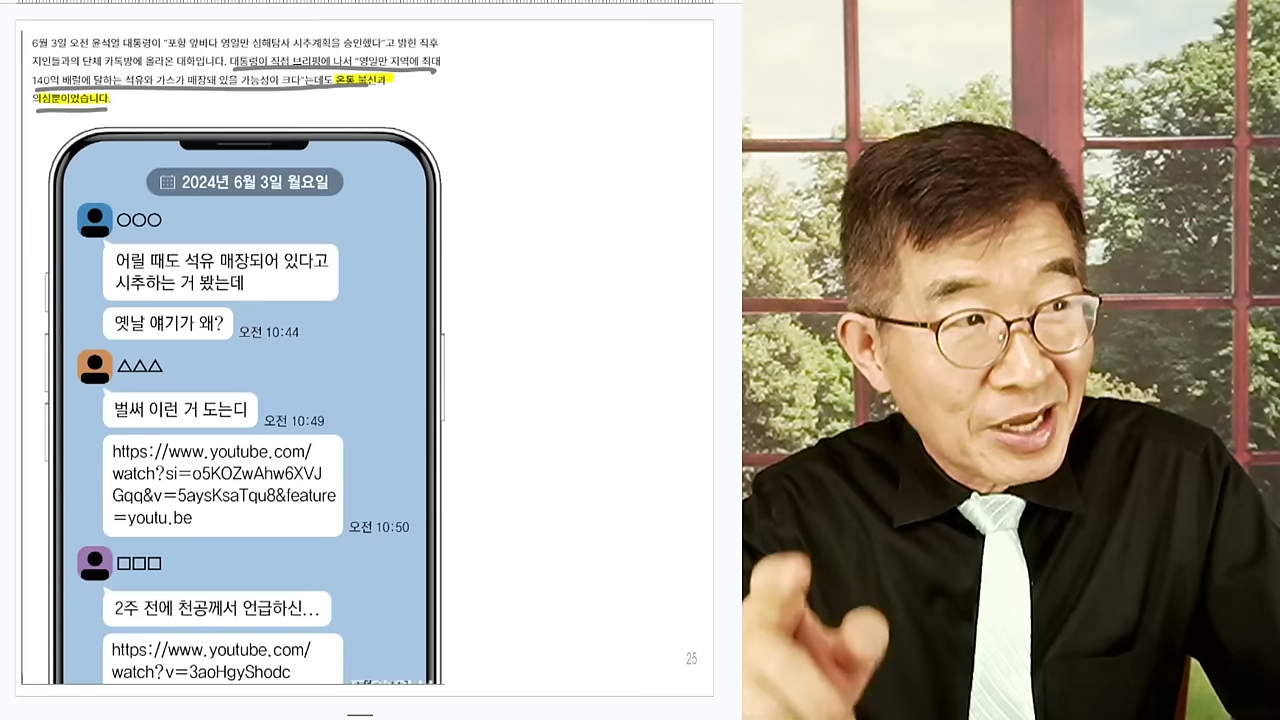 6월 3일 오전 윤석열 대통령이 "포항 앞바다 영일만 심해탐사 시추계획을 승인했다"고 밝힌 직후
지인들과의 단체 카톡방에 올라온 대화입니다. 대통령이 직접 브리핑에 나서 "영일만 지역에 최대
140억 배럴에 달하는 석유와 가스가 매장돼 있을 가능성이 크다"는데도 온통 불신과
의심뿐이었습니다.
2024년 6월 3일 월요일
○○○
어릴 때도 석유 매장되어 있다고
시추하는 거 봤는데
옛날 얘기가 왜?
오전 10:44
△△△
벌써 이런 거 도는디
오전 10:49
https://www.youtube.com/
watch?si=o5KOZwAhw6XVJ
Gqq&v=5aysKsaTqu8&feature
=youtu.be
오전 10:50
□□□
2주 전에 천공께서 언급하신...
https://www.youtube.com/
watch?v=3aoHgyShodc
25